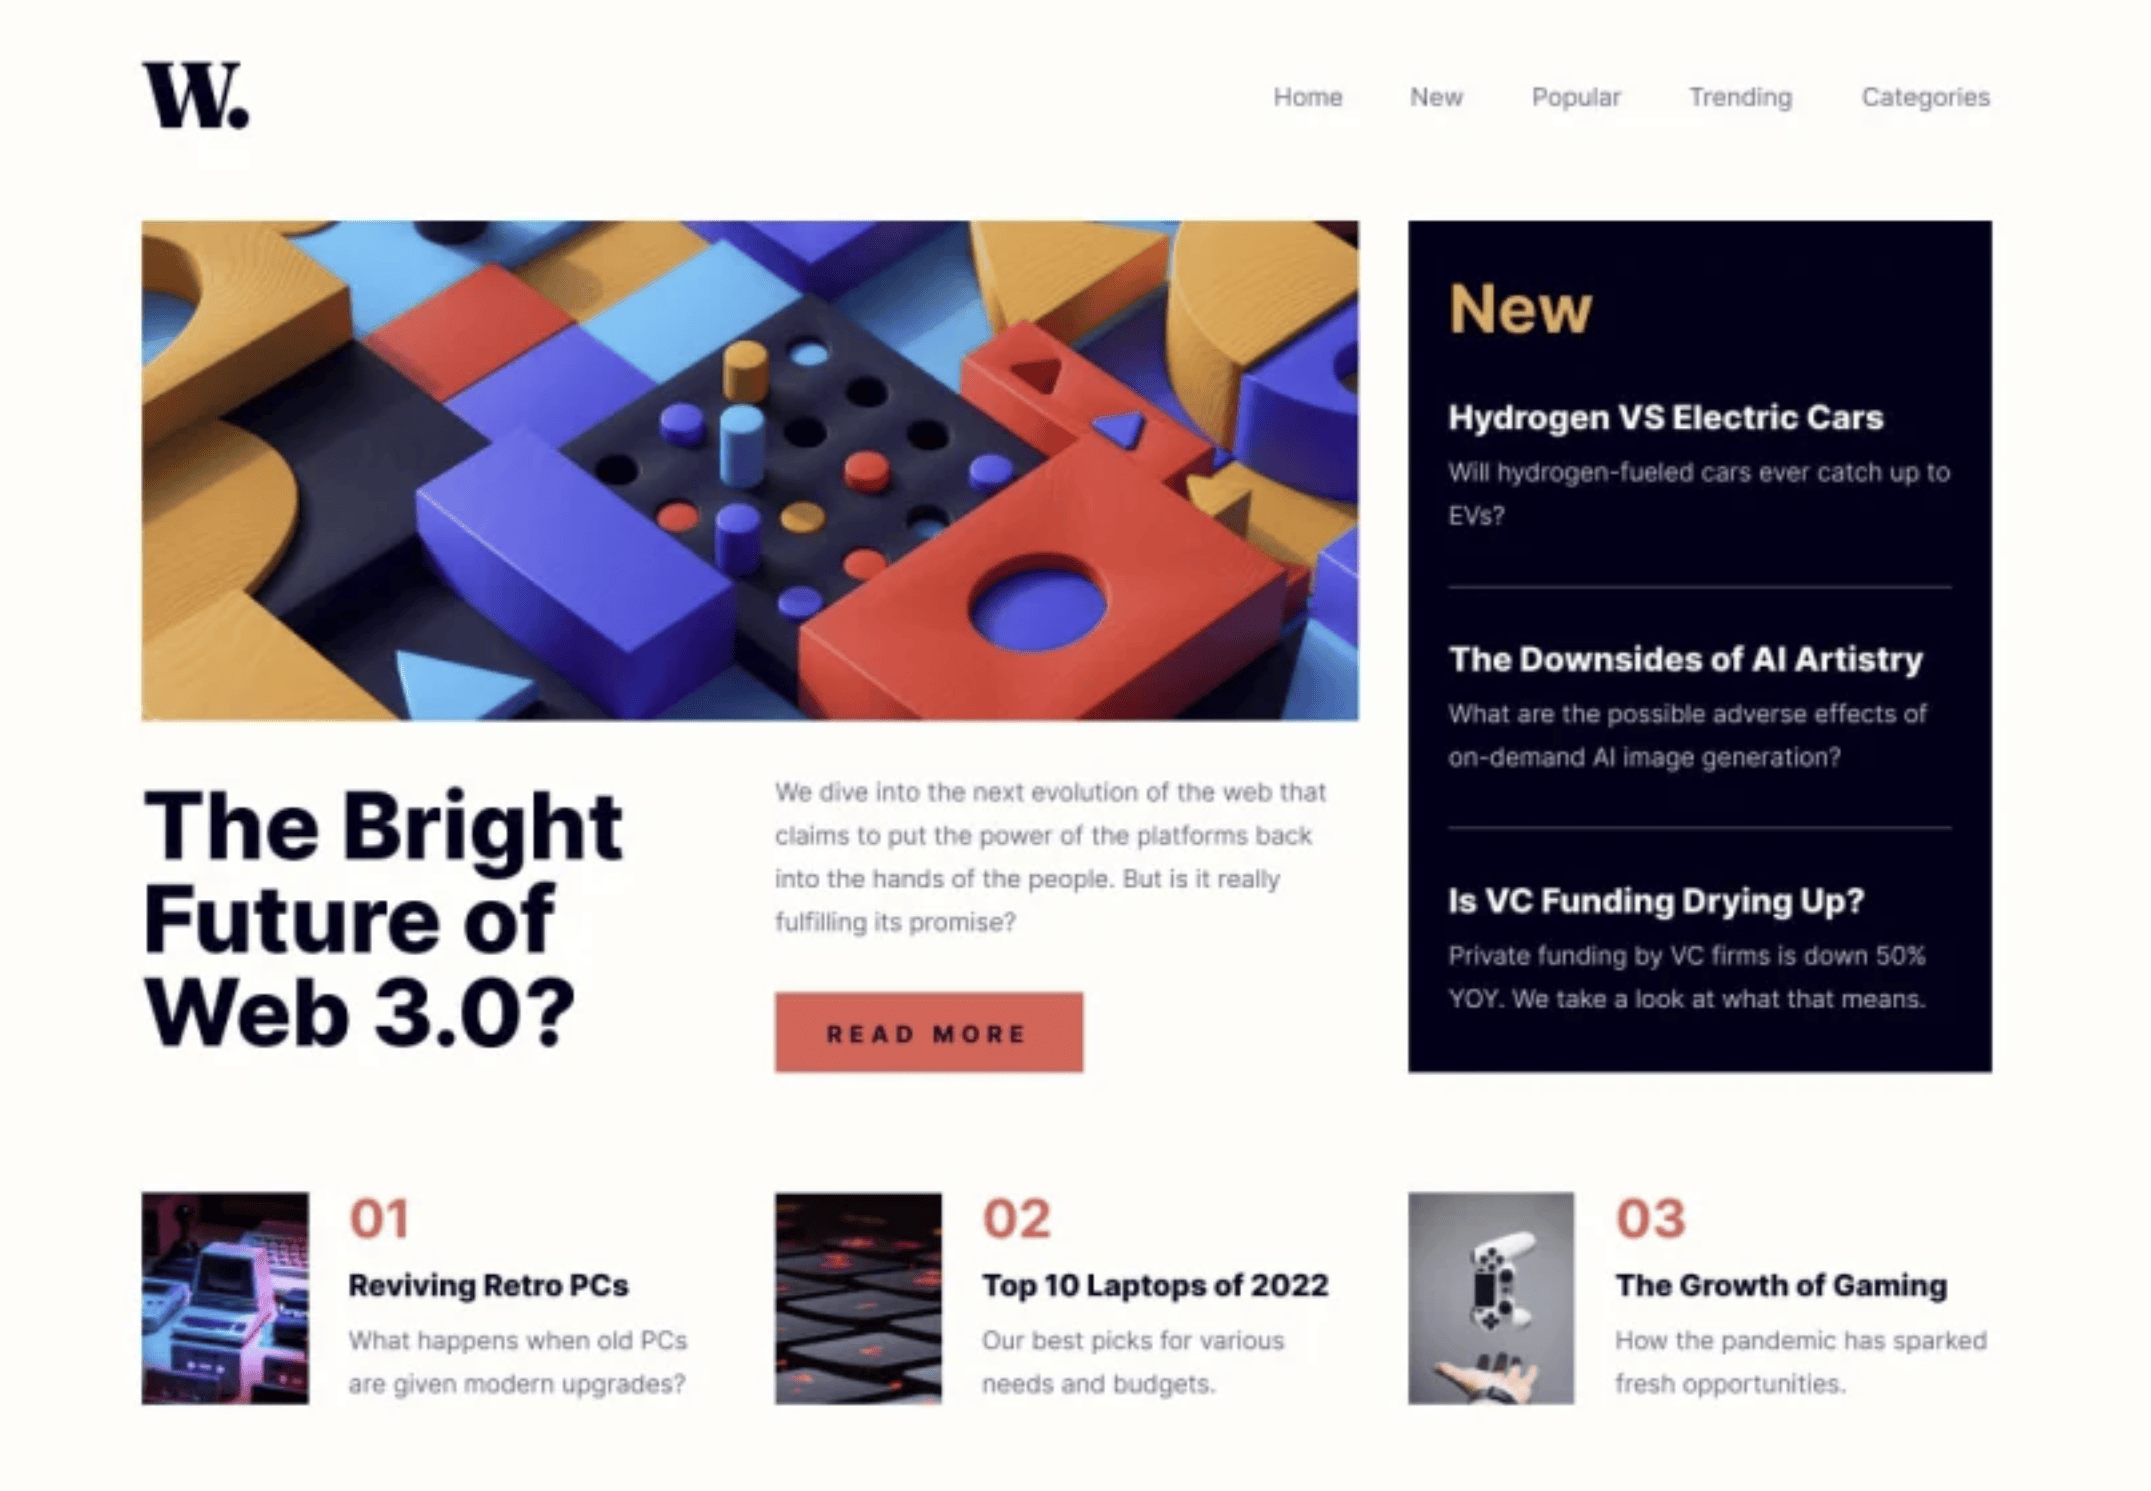 W.
Home New Popular Trending Categories
The Bright
Future of
Web 3.0?
We dive into the next evolution of the web that
claims to put the power of the platforms back
into the hands of the people. But is it really
fulfilling its promise?
READ MORE
New
Hydrogen VS Electric Cars
Will hydrogen-fueled cars ever catch up to
EVs?
The Downsides of AI Artistry
What are the possible adverse effects of
on-demand AI image generation?
Is VC Funding Drying Up?
Private funding by VC firms is down 50%
YOY. We take a look at what that means.
01
Reviving Retro PCs
What happens when old PCs
are given modern upgrades?
02
Top 10 Laptops of 2022
Our best picks for various
needs and budgets.
03
The Growth of Gaming
How the pandemic has sparked
fresh opportunities.